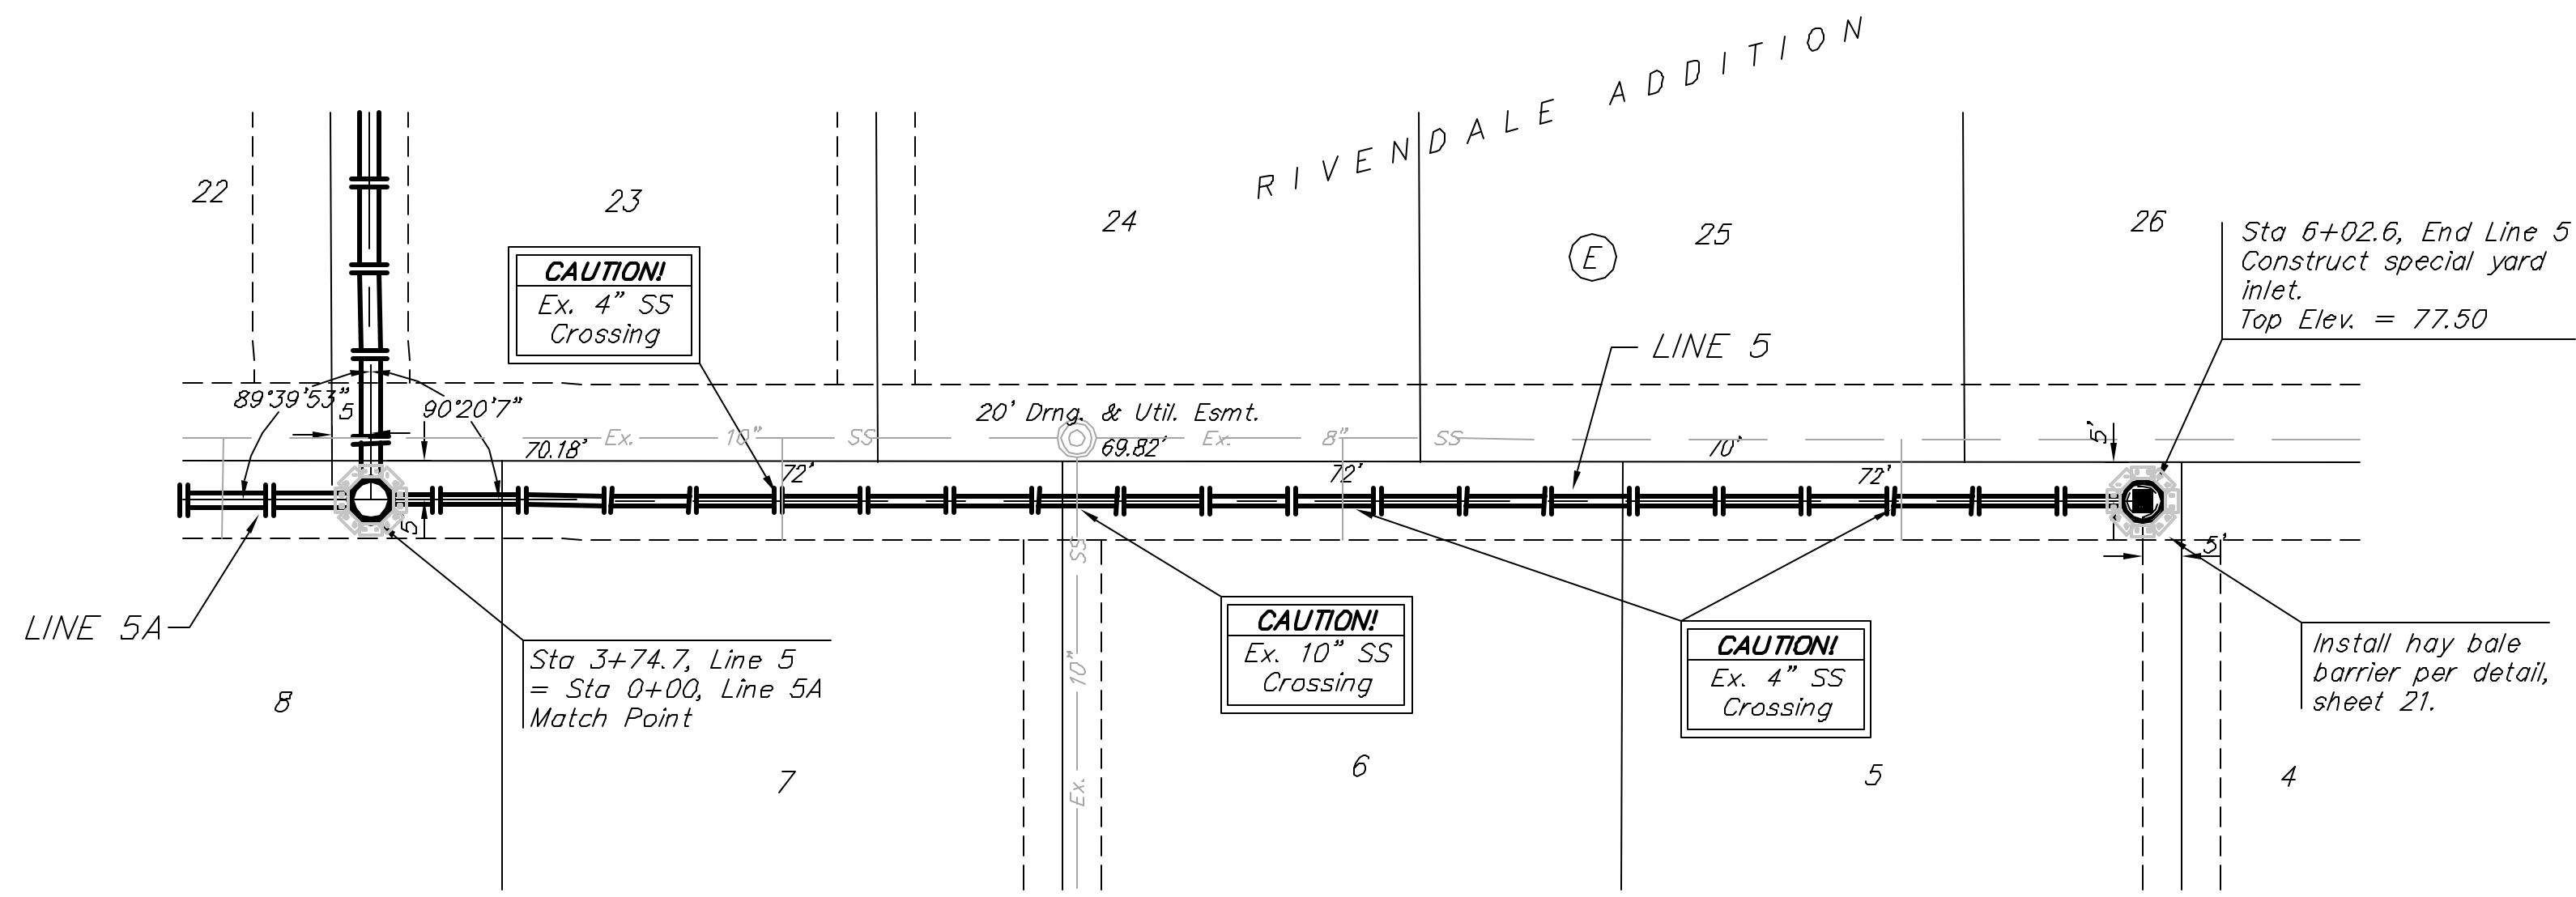 RIVENDALE ADDITION
22
23
24
25
26
E
Sta 6+02.6, End Line 5
Construct special yard
inlet.
Top Elev. = 77.50
CAUTION!
Ex. 4" SS
Crossing
LINE 5
89°39'53"
5
90°20'7"
20' Drng. & Util. Esmt.
Ex. 10" SS
Ex. 8" SS
70.18'
69.82'
70'
5'
72'
72'
72'
5
5'
SS
10"
Ex.
LINE 5A
Sta 3+74.7, Line 5
= Sta 0+00, Line 5A
Match Point
CAUTION!
Ex. 10" SS
Crossing
CAUTION!
Ex. 4" SS
Crossing
Install hay bale
barrier per detail,
sheet 21.
8
7
6
5
4